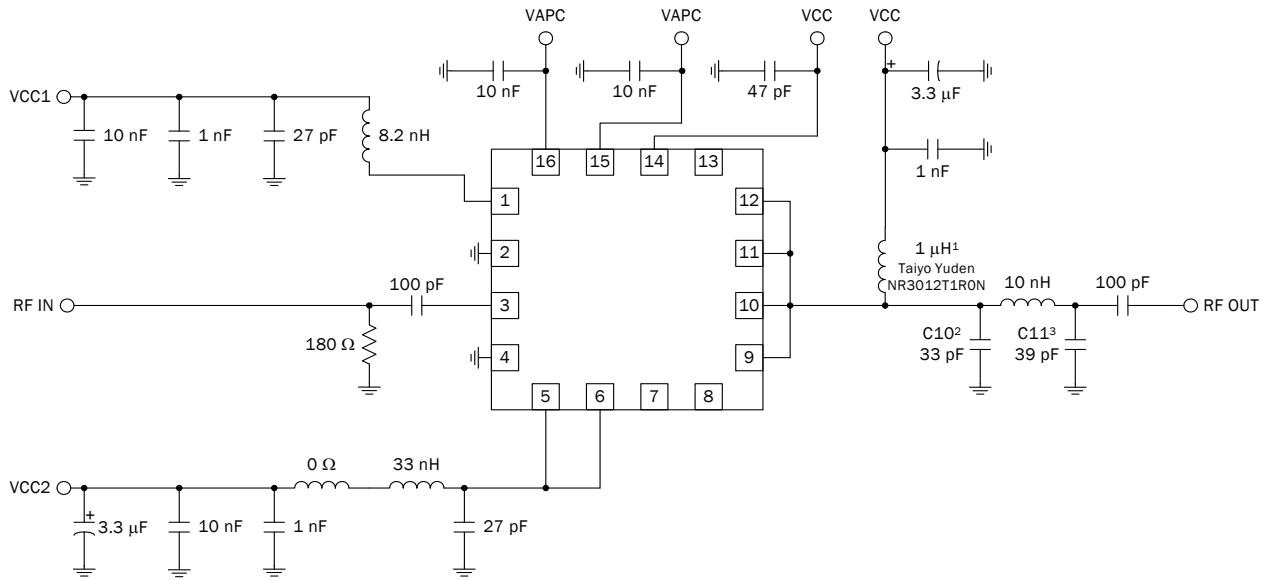 VAPC
VAPC
VCC
VCC
10 nF
10 nF
47 pF
+
3.3 µF
VCC1
10 nF
1 nF
27 pF
8.2 nH
1 nF
16
15
14
13
1
2
3
4
12
11
10
9
5
6
7
8
RF IN
180 Ω
100 pF
1 µH¹
Taiyo Yuden
NR3012T1R0N
10 nH
100 pF
RF OUT
C10²
33 pF
C11³
39 pF
VCC2
0 Ω
33 nH
+
3.3 µF
10 nF
1 nF
27 pF